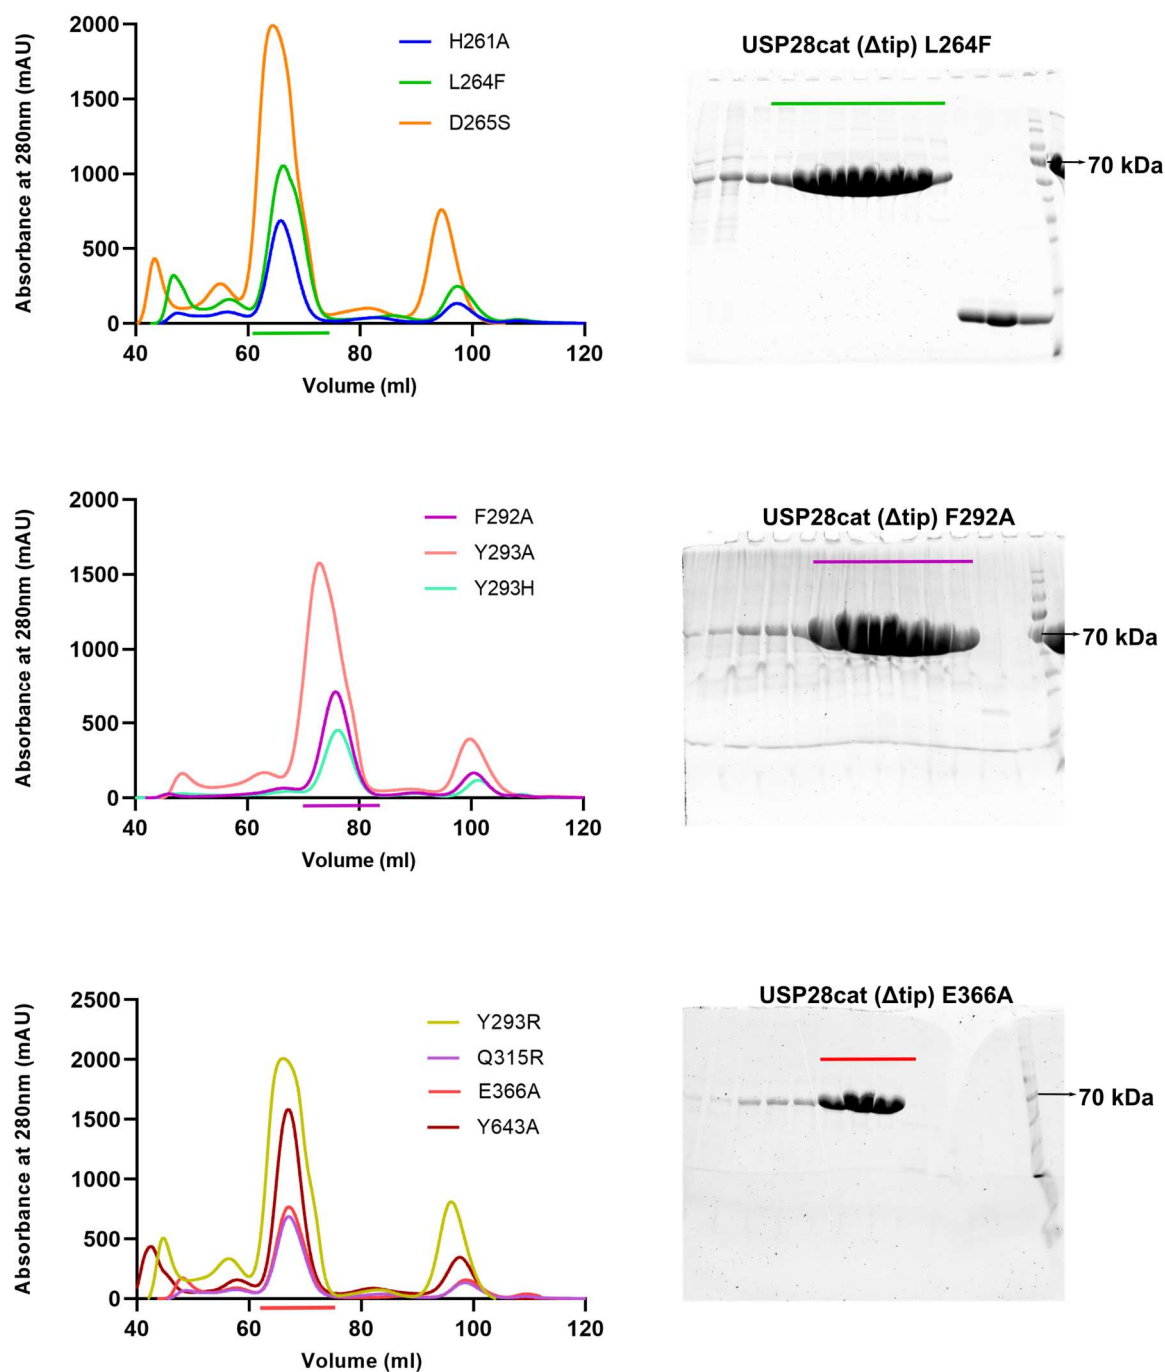 2000
1500
1000
500
0
40 60 80 100 120
Absorbance at 280nm (mAU)
Volume (ml)
H261A
L264F
D265S
USP28cat (Δtip) L264F
70 kDa
2000
1500
1000
500
0
40 60 80 100 120
Absorbance at 280nm (mAU)
Volume (ml)
F292A
Y293A
Y293H
USP28cat (Δtip) F292A
70 kDa
2500
2000
1500
1000
500
0
40 60 80 100 120
Absorbance at 280nm (mAU)
Volume (ml)
Y293R
Q315R
E366A
Y643A
USP28cat (Δtip) E366A
70 kDa